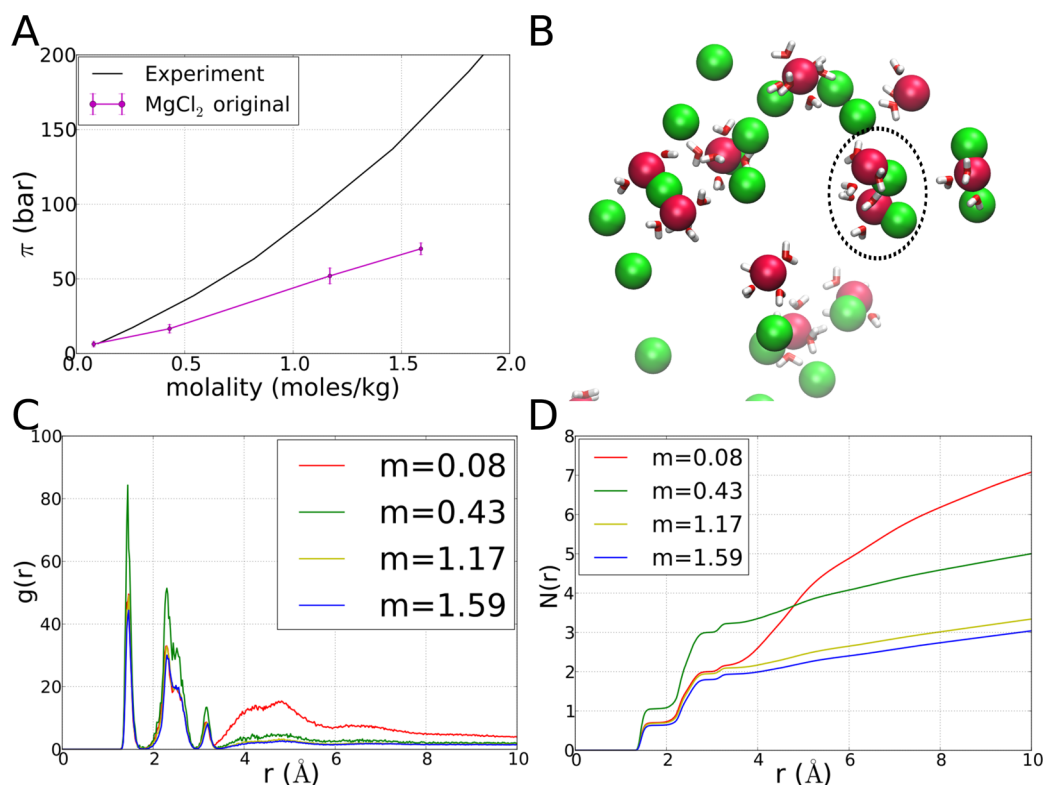 A
200
150
100
50
0
π (bar)
Experiment
MgCl₂ original
0.0 0.5 1.0 1.5 2.0
molality (moles/kg)
B
C
100
80
60
40
20
0
g(r)
m=0.08
m=0.43
m=1.17
m=1.59
0 2 4 6 8 10
r (Å)
D
8
7
6
5
4
3
2
1
0
N(r)
m=0.08
m=0.43
m=1.17
m=1.59
0 2 4 6 8 10
r (Å)